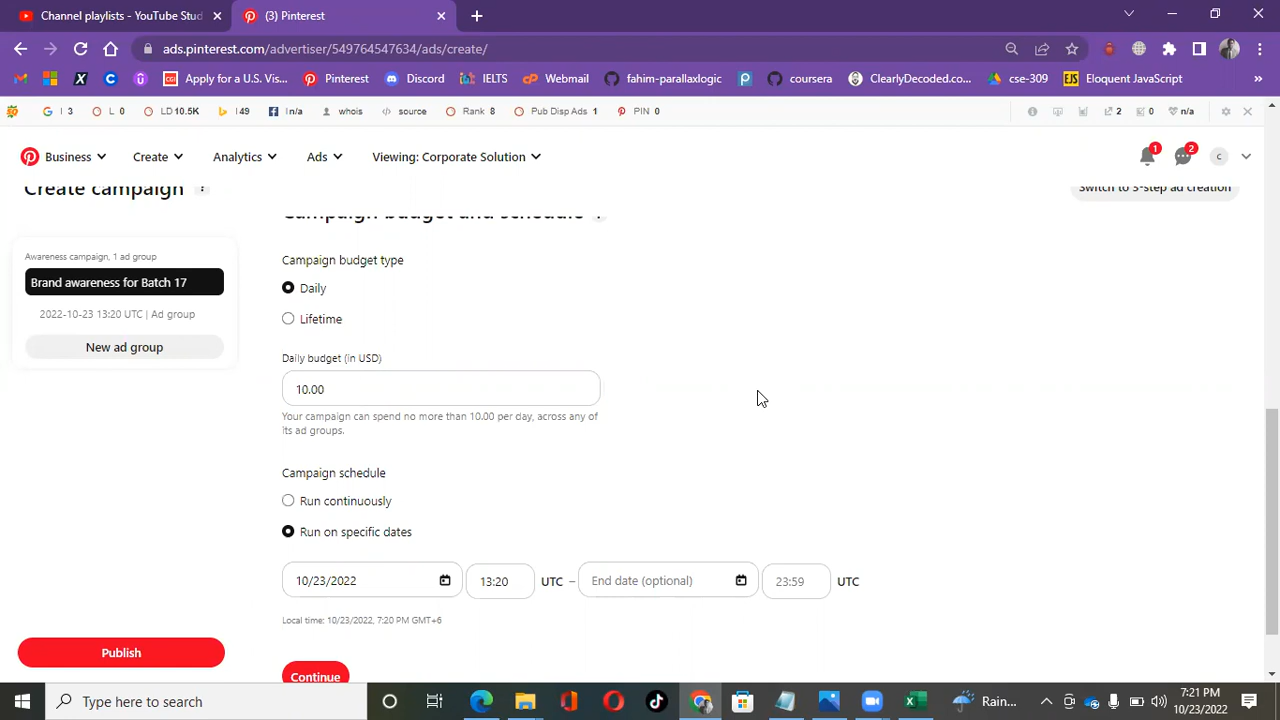 Channel playlists - YouTube Stud
(3) Pinterest
ads.pinterest.com/advertiser/549764547634/ads/create/
Apply for a U.S. Vis...
Pinterest
Discord
IELTS
Webmail
fahim-parallaxlogic
coursera
ClearlyDecoded.co...
cse-309
EJS
Eloquent JavaScript
»
I 3
L 0
LD 10.5K
I 49
I n/a
whois
source
Rank 8
Pub Disp Ads 1
PIN 0
2
0
n/a
Business
Create
Analytics
Ads
Viewing: Corporate Solution
1
2
C
Create campaign
Switch to 3-step ad creation
Campaign budget and schedule
Awareness campaign, 1 ad group
Brand awareness for Batch 17
2022-10-23 13:20 UTC | Ad group
New ad group
Campaign budget type
Daily
Lifetime
Daily budget (in USD)
10.00
Your campaign can spend no more than 10.00 per day, across any of
its ad groups.
Campaign schedule
Run continuously
Run on specific dates
10/23/2022
13:20
UTC
–
End date (optional)
23:59
UTC
Local time: 10/23/2022, 7:20 PM GMT+6
Publish
Continue
Type here to search
Rain...
7:21 PM
10/23/2022